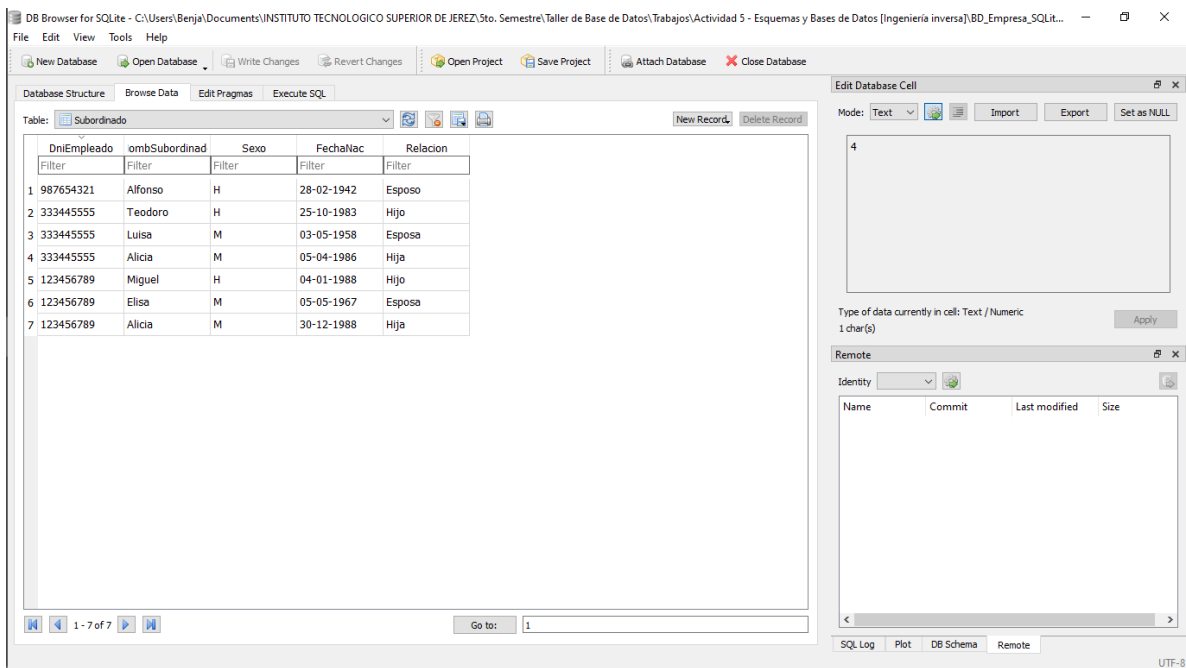 DB Browser for SQLite - C:\Users\Benja\Documents\INSTITUTO TECNOLOGICO SUPERIOR DE JEREZ\5to. Semestre\Taller de Base de Datos\Trabajos\Actividad 5 - Esquemas y Bases de Datos [Ingeniería inversa]\BD_Empresa_SQLit...
File Edit View Tools Help
New Database Open Database Write Changes Revert Changes Open Project Save Project Attach Database Close Database
Database Structure Browse Data Edit Pragmas Execute SQL
Table: Subordinado New Record Delete Record
DniEmpleado ombSubordinad Sexo FechaNac Relacion
Filter Filter Filter Filter Filter
1 987654321 Alfonso H 28-02-1942 Esposo
2 333445555 Teodoro H 25-10-1983 Hijo
3 333445555 Luisa M 03-05-1958 Esposa
4 333445555 Alicia M 05-04-1986 Hija
5 123456789 Miguel H 04-01-1988 Hijo
6 123456789 Elisa M 05-05-1967 Esposa
7 123456789 Alicia M 30-12-1988 Hija
1 - 7 of 7 Go to: 1
Edit Database Cell
Mode: Text Import Export Set as NULL
4
Type of data currently in cell: Text / Numeric
1 char(s)
Apply
Remote
Identity
Name Commit Last modified Size
SQL Log Plot DB Schema Remote
UTF-8